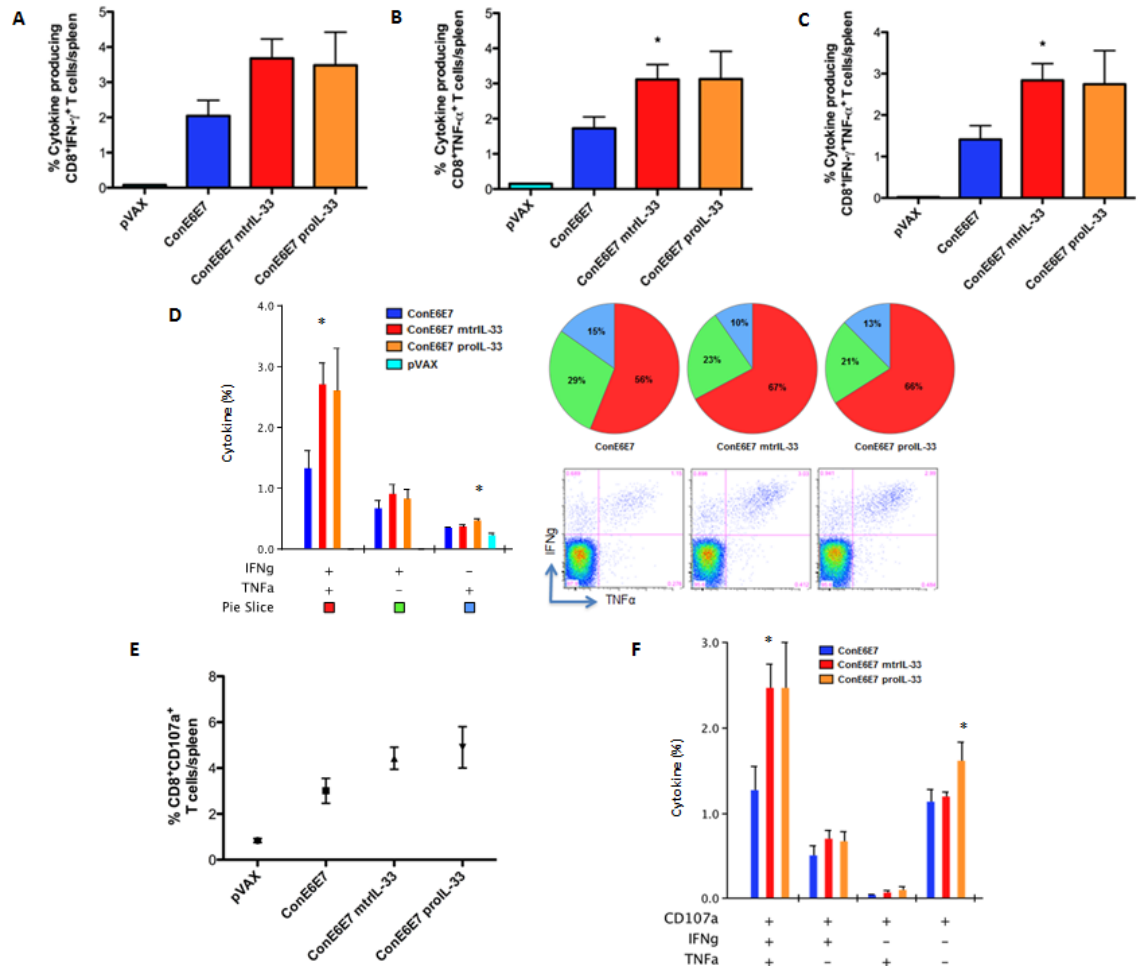 A
% Cytokine producing
CD8⁺IFN-γ⁺ T cells/spleen
5
4
3
2
1
0
pVAX
ConE6E7
ConE6E7 mtrIL-33
ConE6E7 proIL-33
B
% Cytokine producing
CD8⁺TNF-α⁺ T cells/spleen
5
4
3
2
1
0
*
pVAX
ConE6E7
ConE6E7 mtrIL-33
ConE6E7 proIL-33
C
% Cytokine producing
CD8⁺IFN-γ⁺TNF-α⁺ T cells/spleen
4
3
2
1
0
*
pVAX
ConE6E7
ConE6E7 mtrIL-33
ConE6E7 proIL-33
D
Cytokine (%)
4.0
3.0
2.0
1.0
0.0
*
*
ConE6E7
ConE6E7 mtrIL-33
ConE6E7 proIL-33
pVAX
IFNg + + –
TNFa + – +
Pie Slice
15%
29%
56%
ConE6E7
10%
23%
67%
ConE6E7 mtrIL-33
13%
21%
66%
ConE6E7 proIL-33
IFNg
TNFα
E
% CD8⁺CD107a⁺
T cells/spleen
8
6
4
2
0
pVAX
ConE6E7
ConE6E7 mtrIL-33
ConE6E7 proIL-33
F
Cytokine (%)
3.0
2.0
1.0
0.0
*
*
ConE6E7
ConE6E7 mtrIL-33
ConE6E7 proIL-33
CD107a + + + +
IFNg + + – –
TNFa + – + –